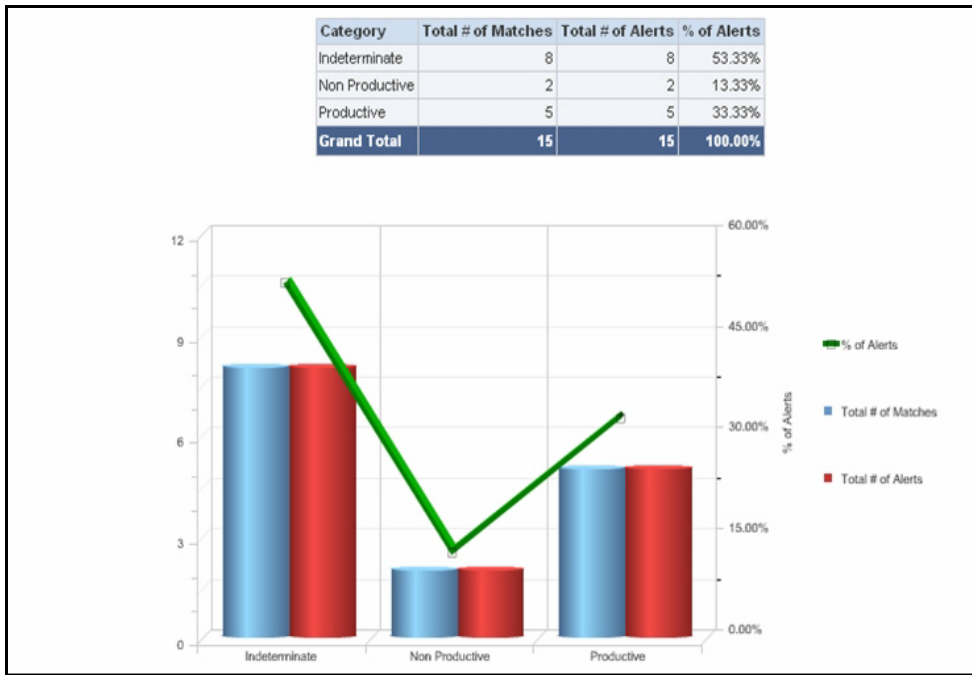 Category Total # of Matches Total # of Alerts % of Alerts
Indeterminate 8 8 53.33%
Non Productive 2 2 13.33%
Productive 5 5 33.33%
Grand Total 15 15 100.00%
12
9
6
3
0
60.00%
45.00%
30.00%
15.00%
0.00%
% of Alerts
Indeterminate Non Productive Productive
% of Alerts
Total # of Matches
Total # of Alerts